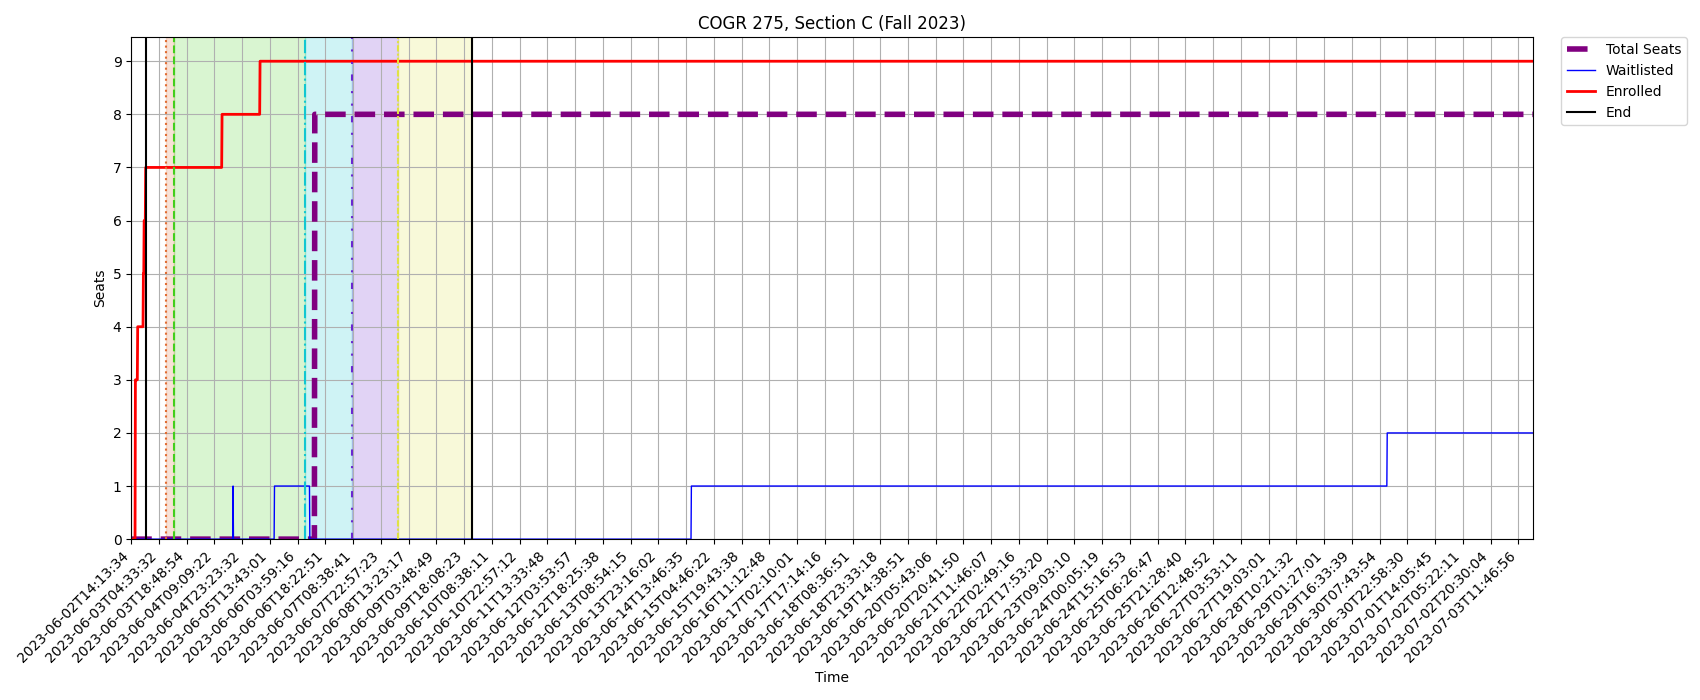 COGR 275, Section C (Fall 2023)
Total Seats
Waitlisted
Enrolled
End
Seats
9
8
7
6
5
4
3
2
1
0
2023-06-02T14:13:34
2023-06-03T04:33:32
2023-06-03T18:48:54
2023-06-04T09:09:22
2023-06-04T23:23:32
2023-06-05T13:43:01
2023-06-06T03:59:16
2023-06-06T18:22:51
2023-06-07T08:38:41
2023-06-07T22:57:23
2023-06-08T13:23:17
2023-06-09T03:48:49
2023-06-09T18:08:23
2023-06-10T08:38:11
2023-06-10T22:57:12
2023-06-11T13:33:48
2023-06-12T03:53:57
2023-06-12T18:25:38
2023-06-13T08:54:15
2023-06-13T23:16:02
2023-06-14T13:46:35
2023-06-15T04:46:22
2023-06-15T19:43:38
2023-06-16T11:12:48
2023-06-17T02:10:01
2023-06-17T17:14:16
2023-06-18T08:36:51
2023-06-18T23:33:18
2023-06-19T14:38:51
2023-06-20T05:43:06
2023-06-20T20:41:50
2023-06-21T11:46:07
2023-06-22T02:49:16
2023-06-22T17:53:20
2023-06-23T09:03:10
2023-06-24T00:05:19
2023-06-24T15:16:53
2023-06-25T06:26:47
2023-06-25T21:28:40
2023-06-26T12:48:52
2023-06-27T03:53:11
2023-06-27T19:03:01
2023-06-28T10:21:32
2023-06-29T01:27:01
2023-06-29T16:33:39
2023-06-30T07:43:54
2023-06-30T22:58:30
2023-07-01T14:05:45
2023-07-02T05:22:11
2023-07-02T20:30:04
2023-07-03T11:46:56
Time